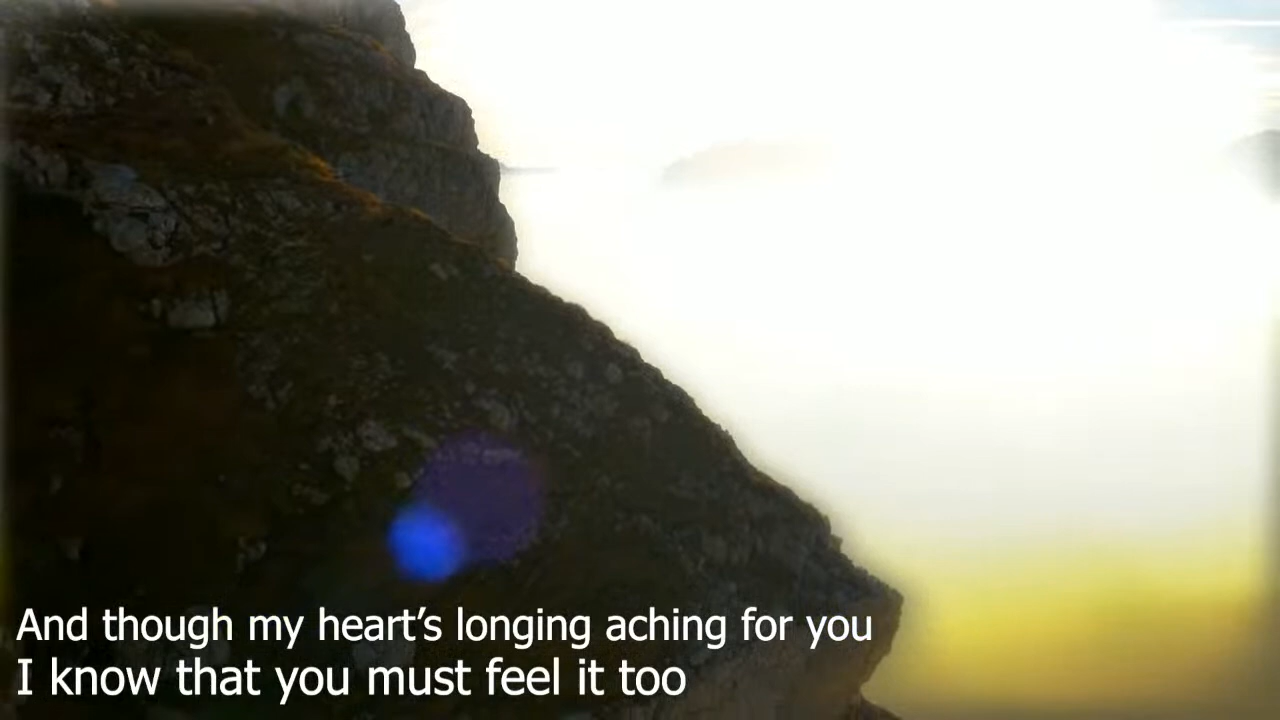 And though my heart’s longing aching for you
I know that you must feel it too